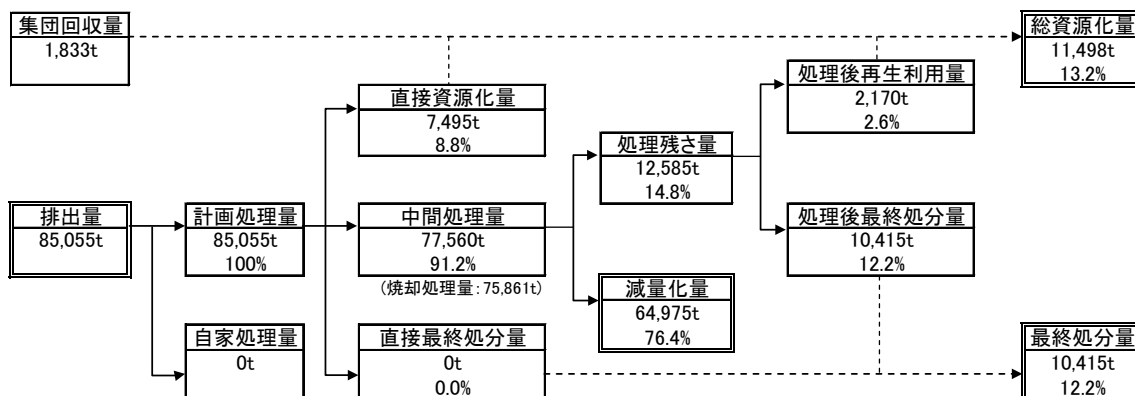 集団回収量
1,833t
総資源化量
11,498t
13.2%
直接資源化量
7,495t
8.8%
処理後再生利用量
2,170t
2.6%
処理残さ量
12,585t
14.8%
排出量
85,055t
計画処理量
85,055t
100%
中間処理量
77,560t
91.2%
(焼却処理量：75,861t)
処理後最終処分量
10,415t
12.2%
減量化量
64,975t
76.4%
自家処理量
0t
直接最終処分量
0t
0.0%
最終処分量
10,415t
12.2%